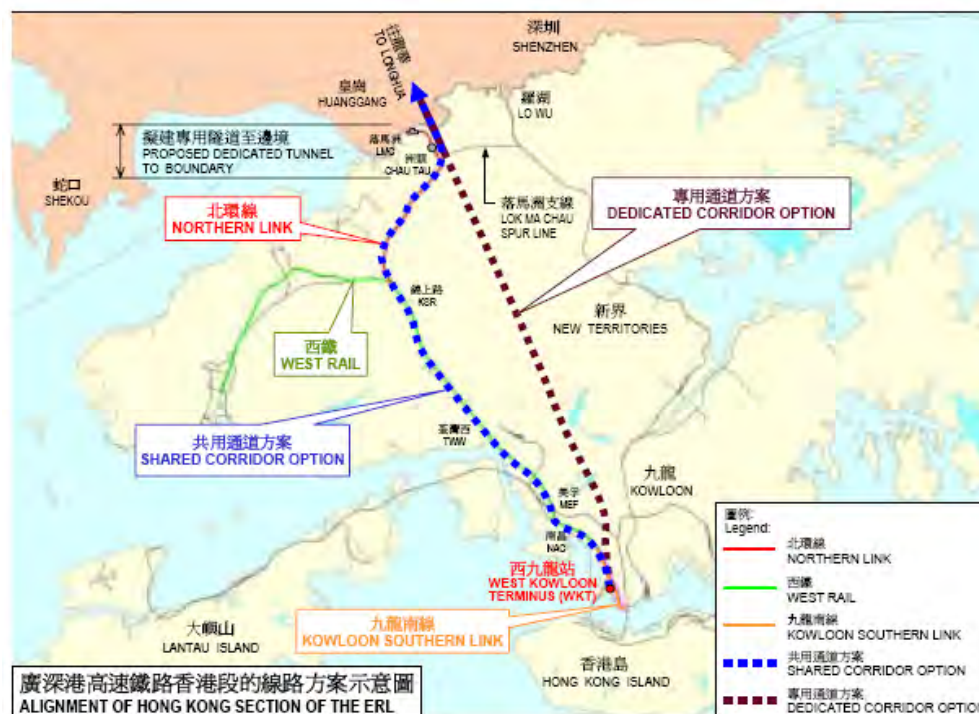 深圳
SHENZHEN
往龍華
TO LONGHUA
皇崗
HUANGGANG
羅湖
LO WU
擬建專用隧道至邊境
PROPOSED DEDICATED TUNNEL
TO BOUNDARY
落馬洲
LMC
洲頭
CHAU TAU
蛇口
SHEKOU
落馬洲支線
LOK MA CHAU
SPUR LINE
專用通道方案
DEDICATED CORRIDOR OPTION
北環線
NORTHERN LINK
錦上路
KSR
新界
NEW TERRITORIES
西鐵
WEST RAIL
共用通道方案
SHARED CORRIDOR OPTION
荃灣西
TWW
九龍
KOWLOON
美孚
MEF
南昌
NAC
西九龍站
WEST KOWLOON
TERMINUS (WKT)
九龍南線
KOWLOON SOUTHERN LINK
大嶼山
LANTAU ISLAND
香港島
HONG KONG ISLAND
圖例:
Legend:
北環線
NORTHERN LINK
西鐵
WEST RAIL
九龍南線
KOWLOON SOUTHERN LINK
共用通道方案
SHARED CORRIDOR OPTION
專用通道方案
DEDICATED CORRIDOR OPTION
廣深港高速鐵路香港段的線路方案示意圖
ALIGNMENT OF HONG KONG SECTION OF THE ERL